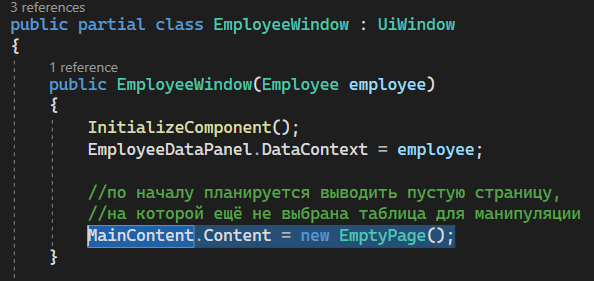 3 references
public partial class EmployeeWindow : UiWindow
{
1 reference
public EmployeeWindow(Employee employee)
{
InitializeComponent();
EmployeeDataPanel.DataContext = employee;
//по началу планируется выводить пустую страницу,
//на которой ещё не выбрана таблица для манипуляции
MainContent.Content = new EmptyPage();
}